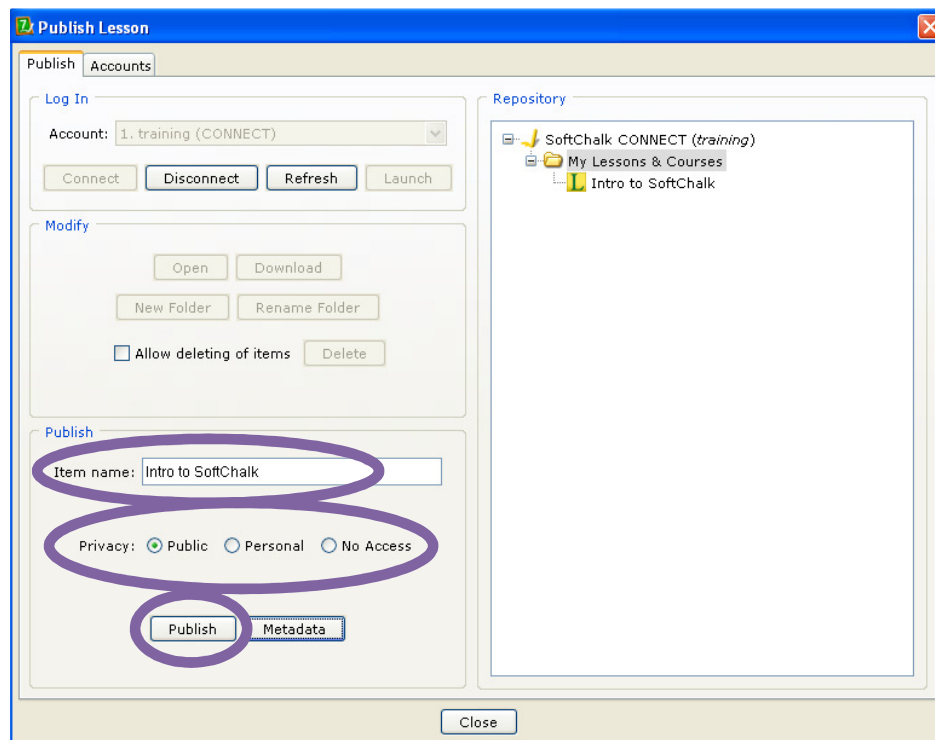 Publish Lesson
Publish Accounts
Log In
Account: 1. training (CONNECT)
Connect Disconnect Refresh Launch
Modify
Open Download
New Folder Rename Folder
Allow deleting of items Delete
Publish
Item name: Intro to SoftChalk
Privacy: Public Personal No Access
Publish Metadata
Repository
SoftChalk CONNECT (training)
My Lessons & Courses
L Intro to SoftChalk
Close